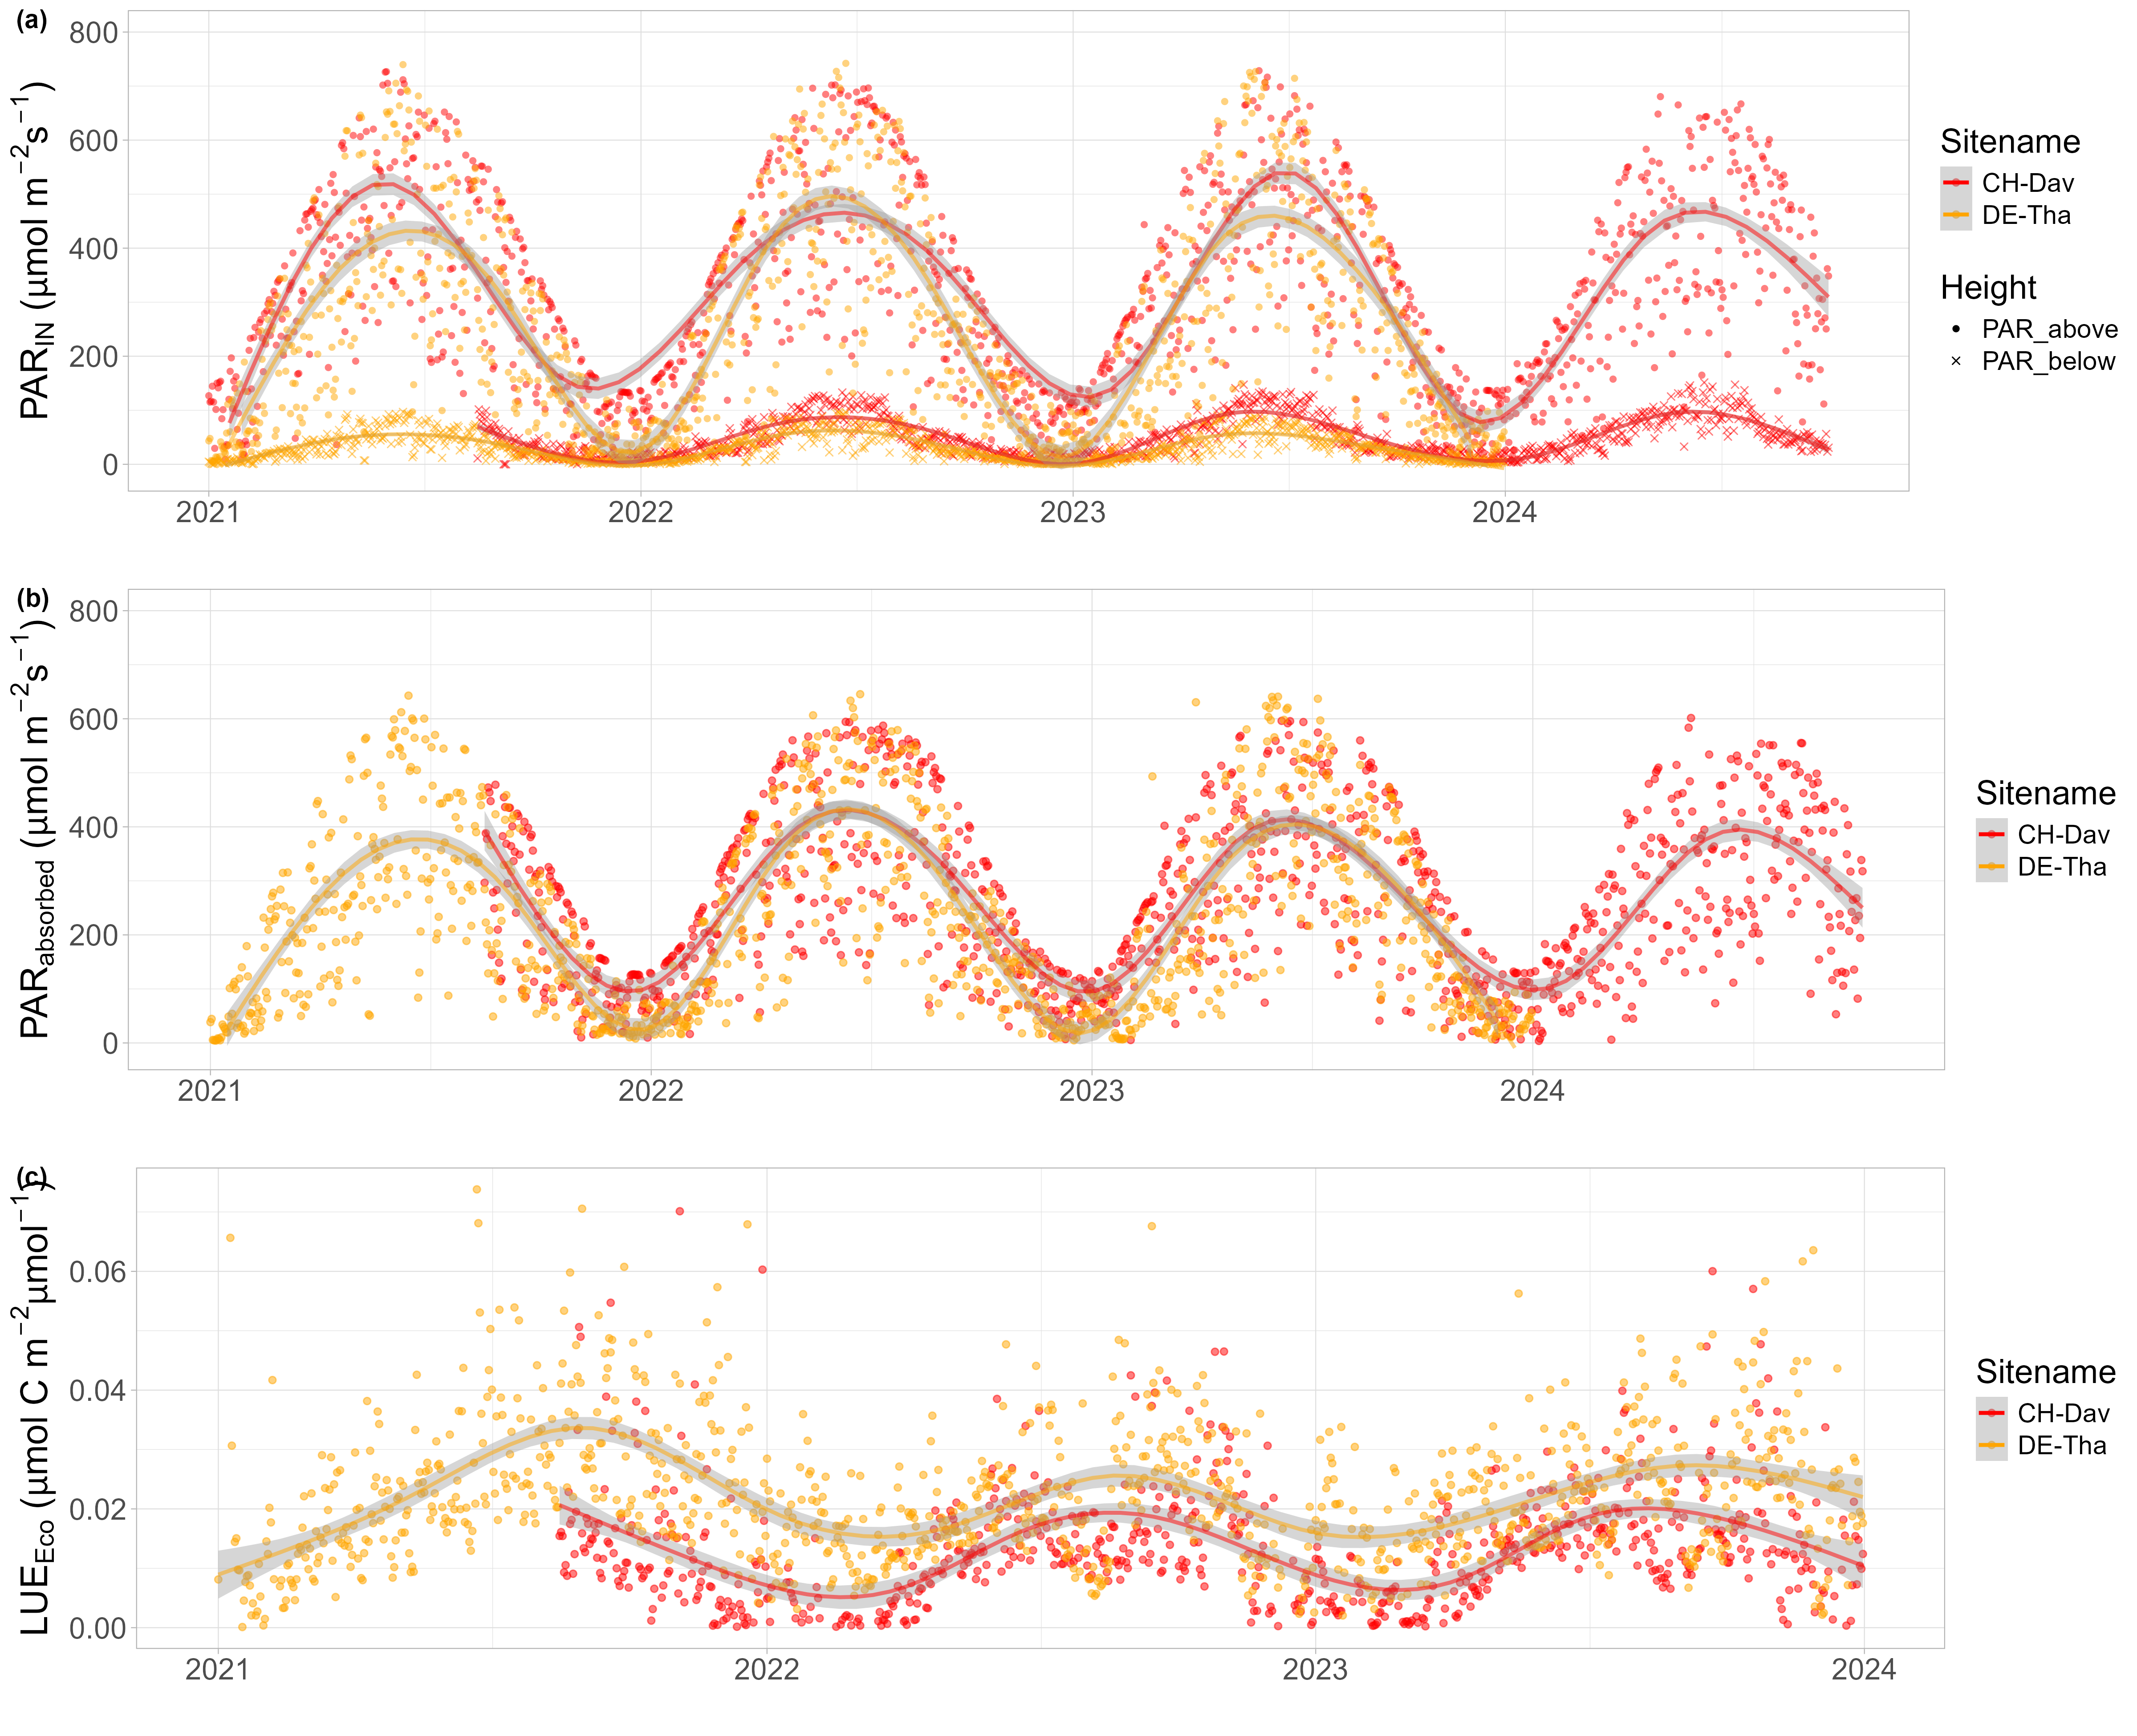 (a)
PAR_IN (µmol m⁻²s⁻¹)
800
600
400
200
0
2021 2022 2023 2024
Sitename
CH-Dav
DE-Tha
Height
PAR_above
PAR_below
(b)
PAR_absorbed (µmol m⁻²s⁻¹)
800
600
400
200
0
2021 2022 2023 2024
Sitename
CH-Dav
DE-Tha
(c)
LUE_Eco (µmol C m⁻²µmol⁻¹)
0.06
0.04
0.02
0.00
2021 2022 2023 2024
Sitename
CH-Dav
DE-Tha